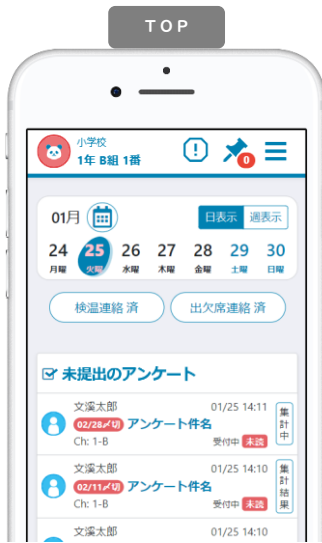 TOP
小学校
1年 B組 1番
0
01月
日表示 週表示
24 25 26 27 28 29 30
月曜 火曜 水曜 木曜 金曜 土曜 日曜
検温連絡 済 出欠席連絡 済
未提出のアンケート
文溪太郎 01/25 14:11
02/28〆切 アンケート件名
Ch: 1-B 受付中 未読
集計中
文溪太郎 01/25 14:10
02/11〆切 アンケート件名
Ch: 1-B 受付中 未読
集計結果
文溪太郎 01/25 14:10